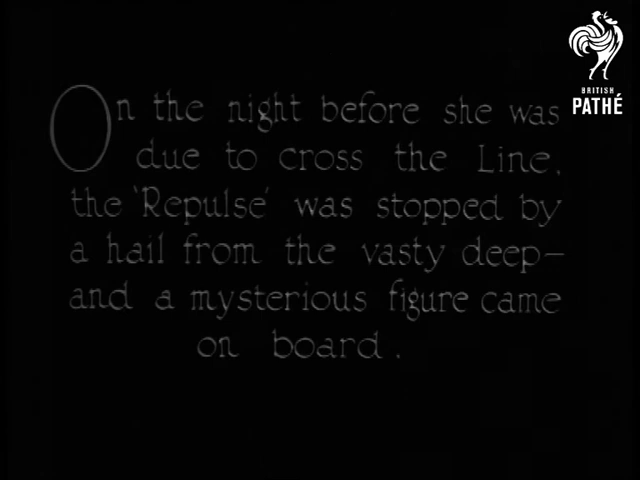 BRITISH
PATHÉ
On the night before she was
due to cross the Line,
the 'Repulse' was stopped by
a hail from the vasty deep—
and a mysterious figure came
on board.